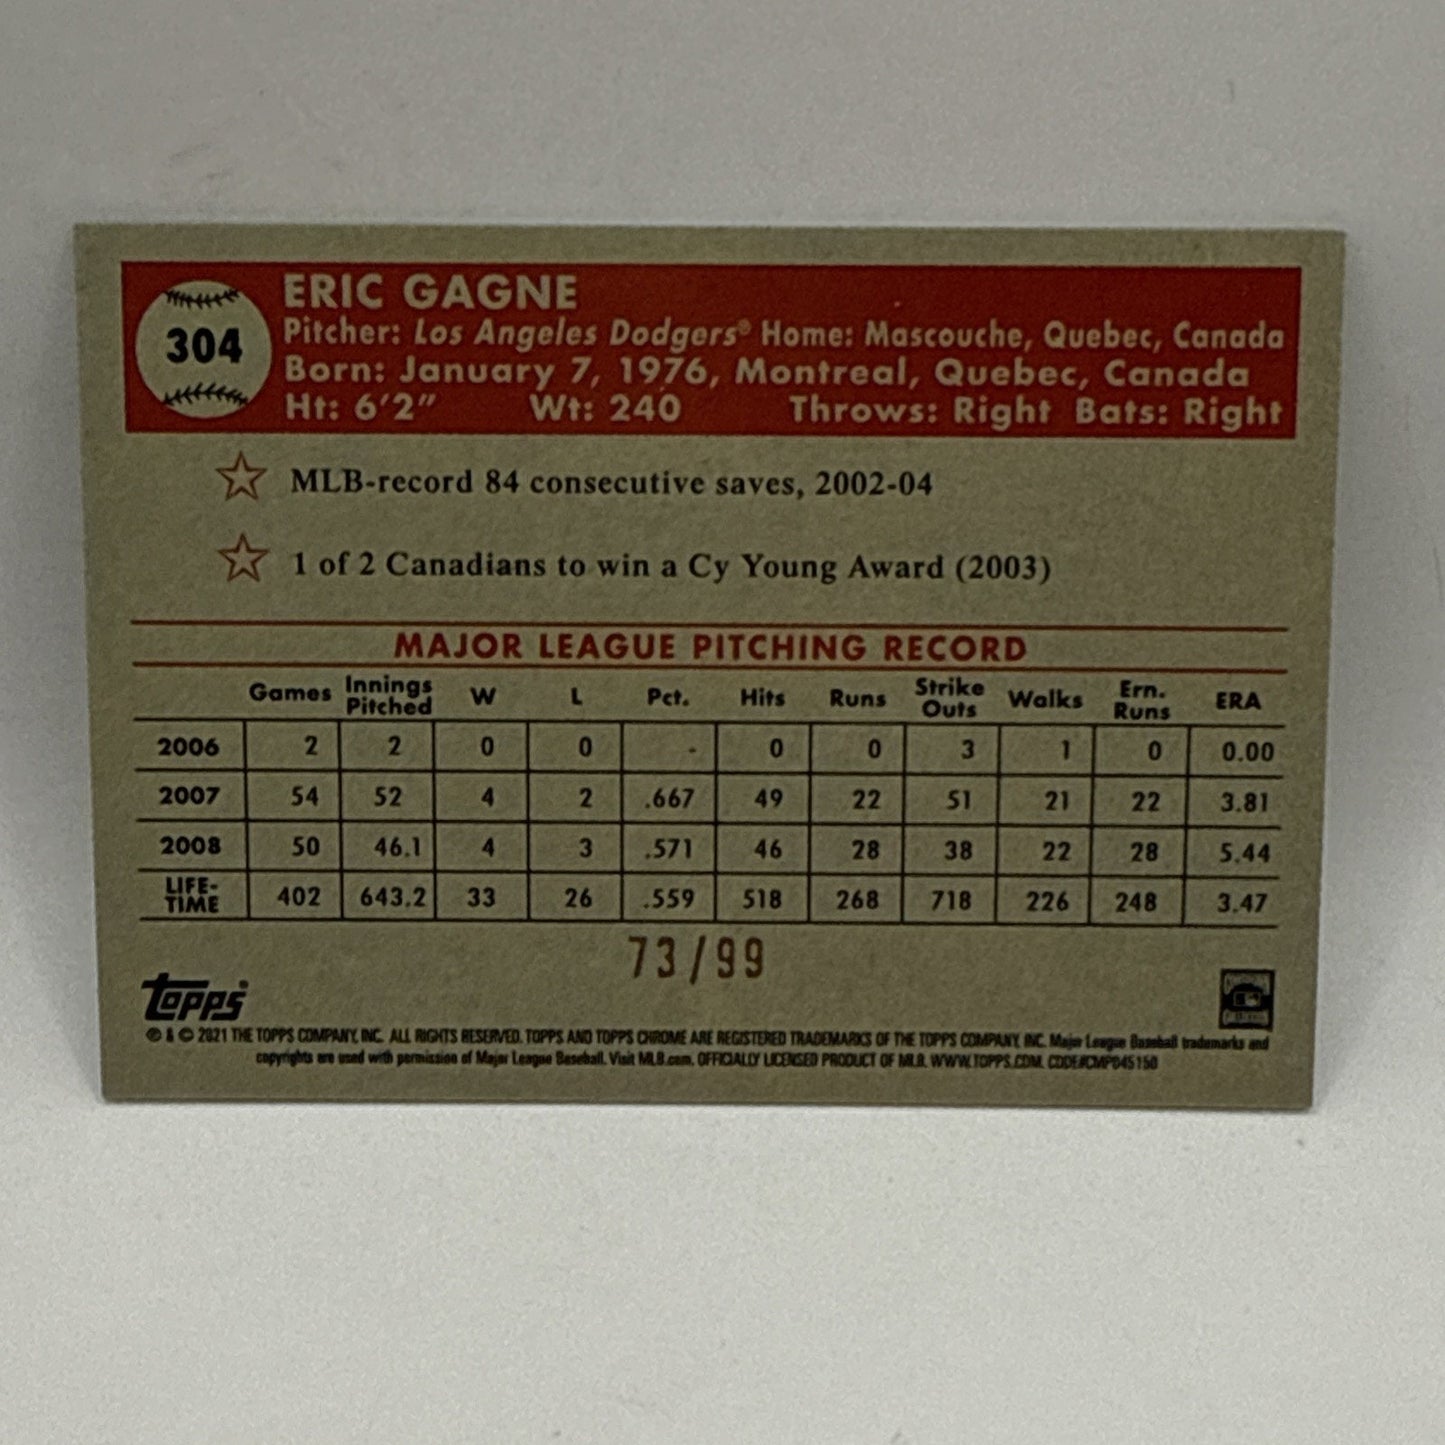 304
ERIC GAGNE
Pitcher: Los Angeles Dodgers® Home: Mascouche, Quebec, Canada
Born: January 7, 1976, Montreal, Quebec, Canada
Ht: 6'2" Wt: 240 Throws: Right Bats: Right
MLB-record 84 consecutive saves, 2002-04
1 of 2 Canadians to win a Cy Young Award (2003)
MAJOR LEAGUE PITCHING RECORD
Games Innings Pitched W L Pct. Hits Runs Strike Outs Walks Ern. Runs ERA
2006 2 2 0 0 - 0 0 3 1 0 0.00
2007 54 52 4 2 .667 49 22 51 21 22 3.81
2008 50 46.1 4 3 .571 46 28 38 22 28 5.44
LIFE-TIME 402 643.2 33 26 .559 518 268 718 226 248 3.47
73/99
topps®
℗ & © 2021 THE TOPPS COMPANY, INC. ALL RIGHTS RESERVED. TOPPS AND TOPPS CHROME ARE REGISTERED TRADEMARKS OF THE TOPPS COMPANY, INC. Major League Baseball trademarks and
copyrights are used with permission of Major League Baseball. Visit MLB.com. OFFICIALLY LICENSED PRODUCT OF MLB. WWW.TOPPS.COM. CODE#CMP045150